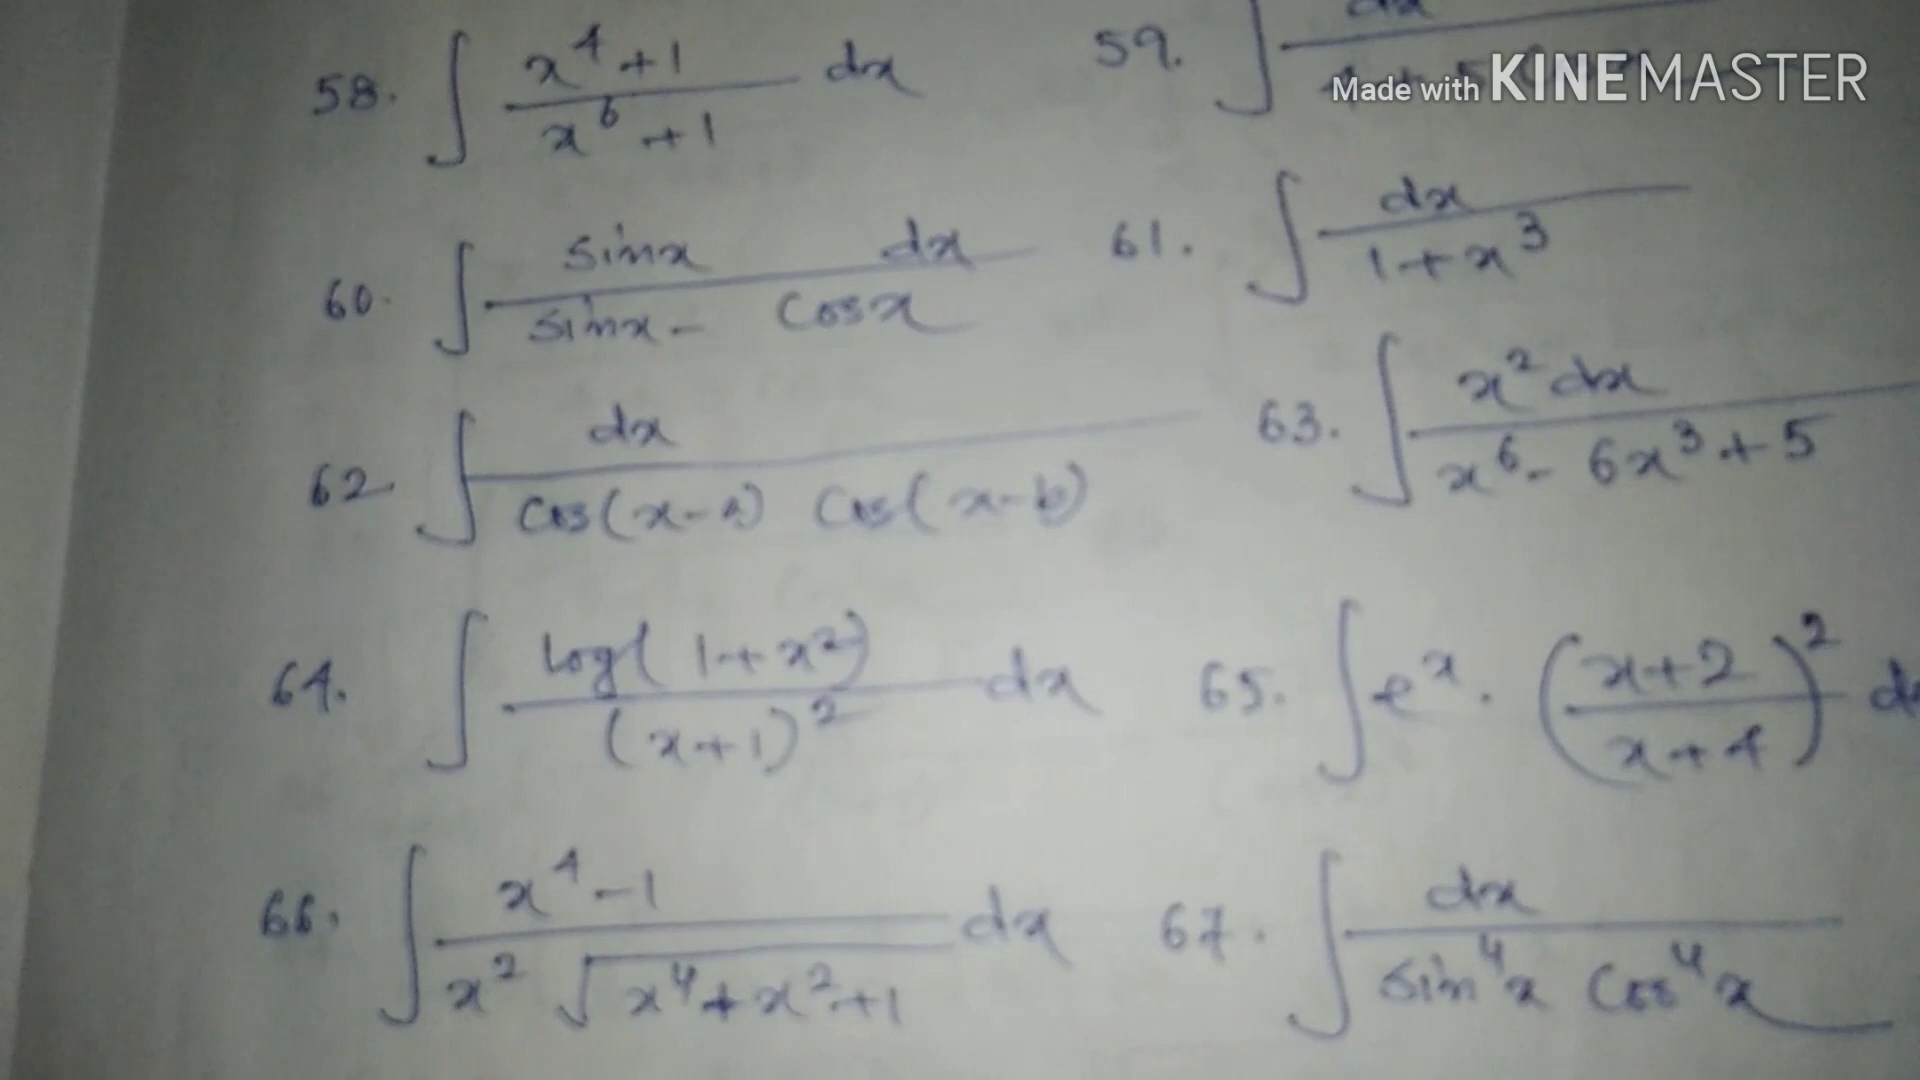 58. ∫ x⁴+1 / x⁶+1 dx 59. ∫ dx
Made with KINEMASTER
60. ∫ sinx dx / sinx - cosx 61. ∫ dx / 1+x³
62. ∫ dx / cos(x-a) cos(x-b) 63. ∫ x² dx / x⁶- 6x³+5
64. ∫ log(1+x²) / (x+1)² dx 65. ∫ eˣ. (x+2 / x+4)²
66. ∫ x⁴-1 / x² √x⁴+x²+1 dx 67. ∫ dx / sin⁴x cos⁴x